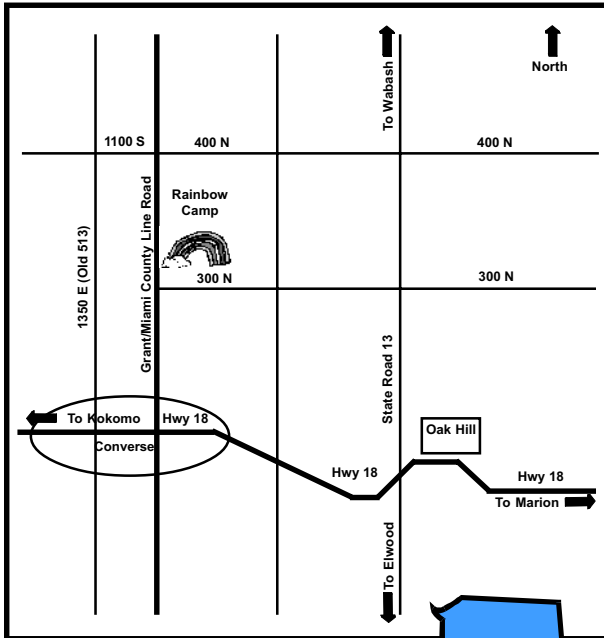 To Wabash
North
1100 S
400 N
400 N
Rainbow
Camp
1350 E (Old 513)
Grant/Miami County Line Road
300 N
300 N
State Road 13
To Kokomo
Hwy 18
Converse
Oak Hill
Hwy 18
Hwy 18
To Marion
To Elwood